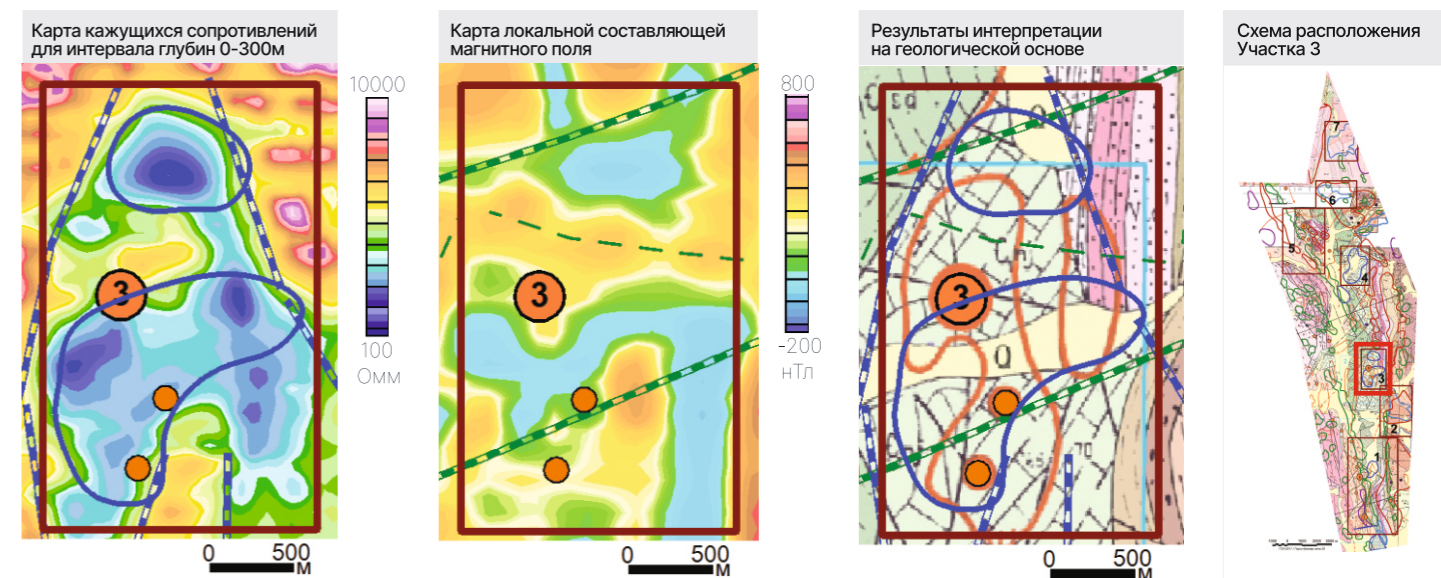 Карта кажущихся сопротивлений
для интервала глубин 0-300м
10000
100
Омм
3
0 500
М
Карта локальной составляющей
магнитного поля
800
-200
нТл
3
0 500
М
Результаты интерпретации
на геологической основе
Q
3
Q
70
0 500
М
Схема расположения
Участка 3
7
6
5
4
3
2
1